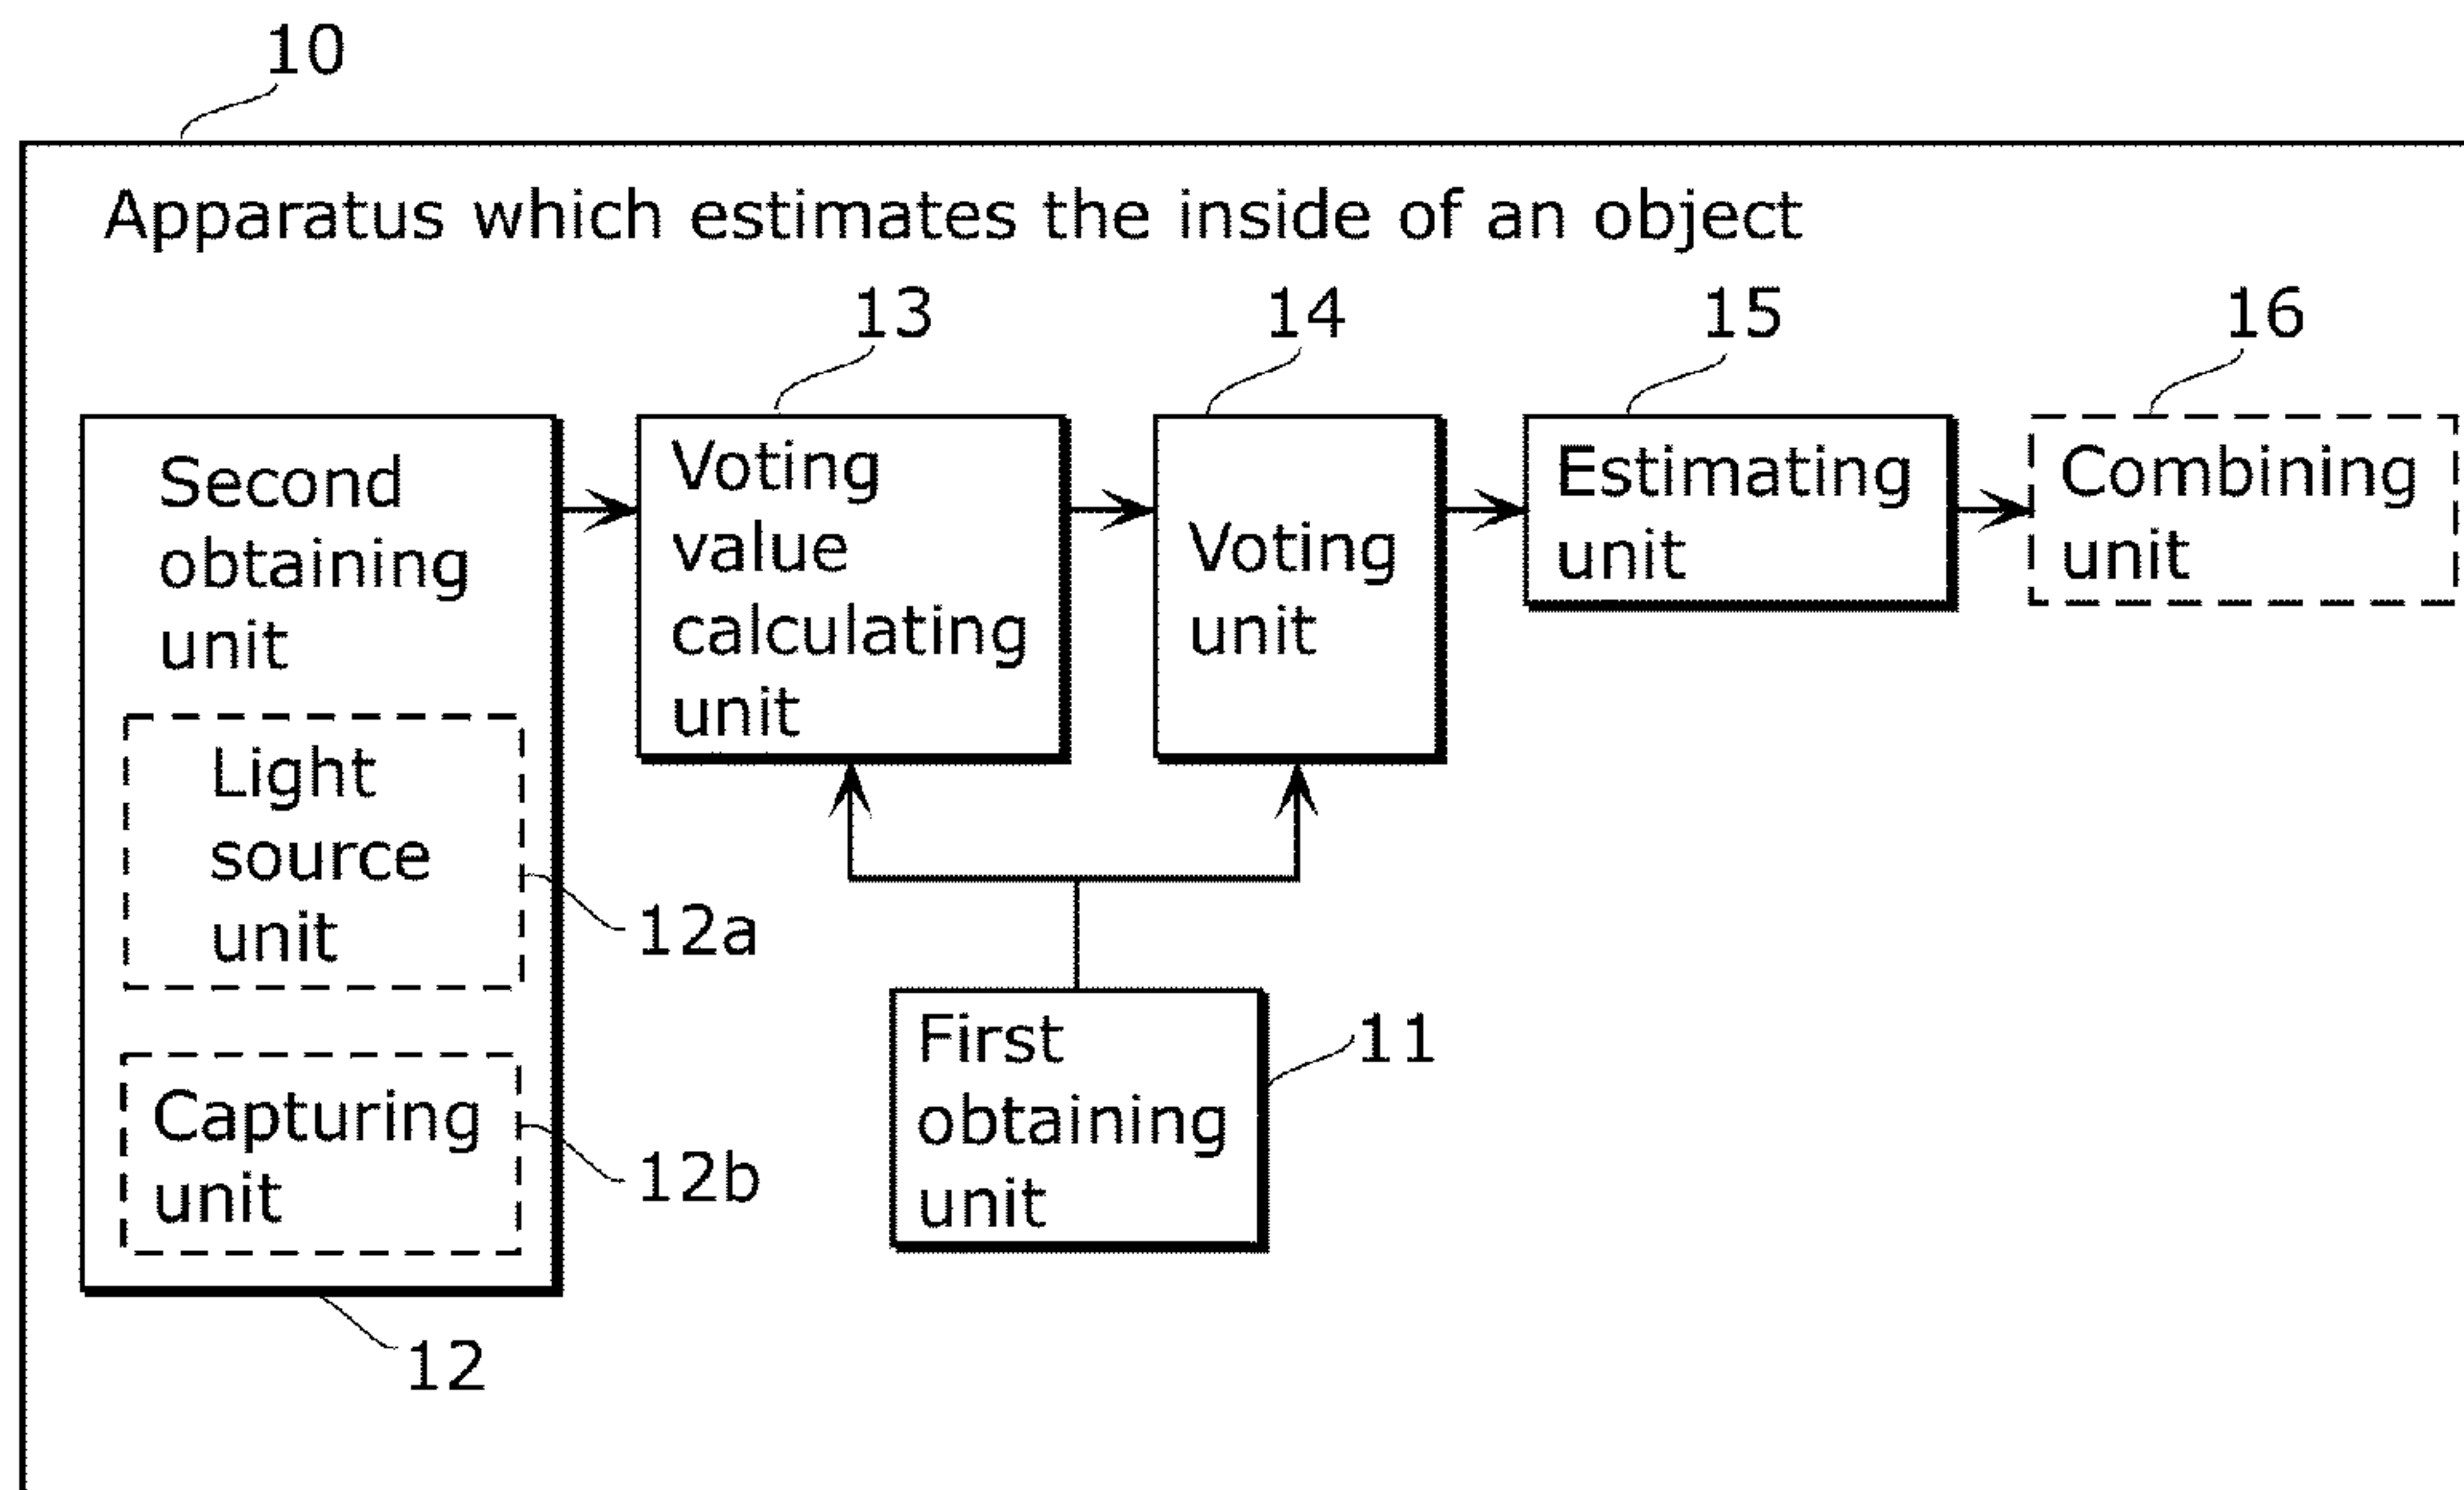 10
Apparatus which estimates the inside of an object
13
14
15
16
Second
obtaining
unit
Light
source
unit
12a
Capturing
unit
12b
12
Voting
value
calculating
unit
Voting
unit
Estimating
unit
Combining
unit
First
obtaining
unit
11